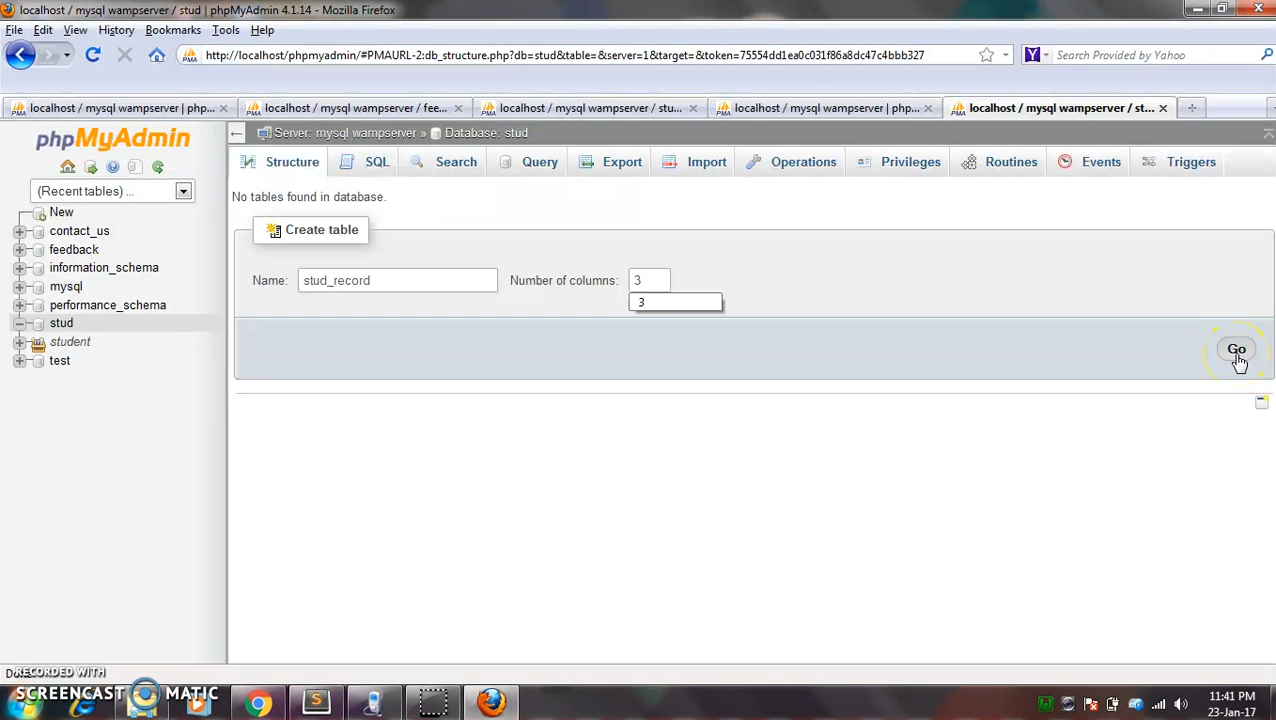 localhost / mysql wampserver / stud | phpMyAdmin 4.1.14 - Mozilla Firefox
File Edit View History Bookmarks Tools Help
http://localhost/phpmyadmin/#PMAURL-2:db_structure.php?db=stud&table=&server=1&target=&token=75554dd1ea0c031f86a8dc47c4bbb327
Search Provided by Yahoo
localhost / mysql wampserver | php...
localhost / mysql wampserver / fee...
localhost / mysql wampserver / stu...
localhost / mysql wampserver | php...
localhost / mysql wampserver / st...
phpMyAdmin
(Recent tables) ...
New
contact_us
feedback
information_schema
mysql
performance_schema
stud
student
test
Server: mysql wampserver » Database: stud
Structure SQL Search Query Export Import Operations Privileges Routines Events Triggers
No tables found in database.
Create table
Name: stud_record Number of columns: 3
3
Go
RECORDED WITH
SCREENCAST MATIC
11:41 PM
23-Jan-17